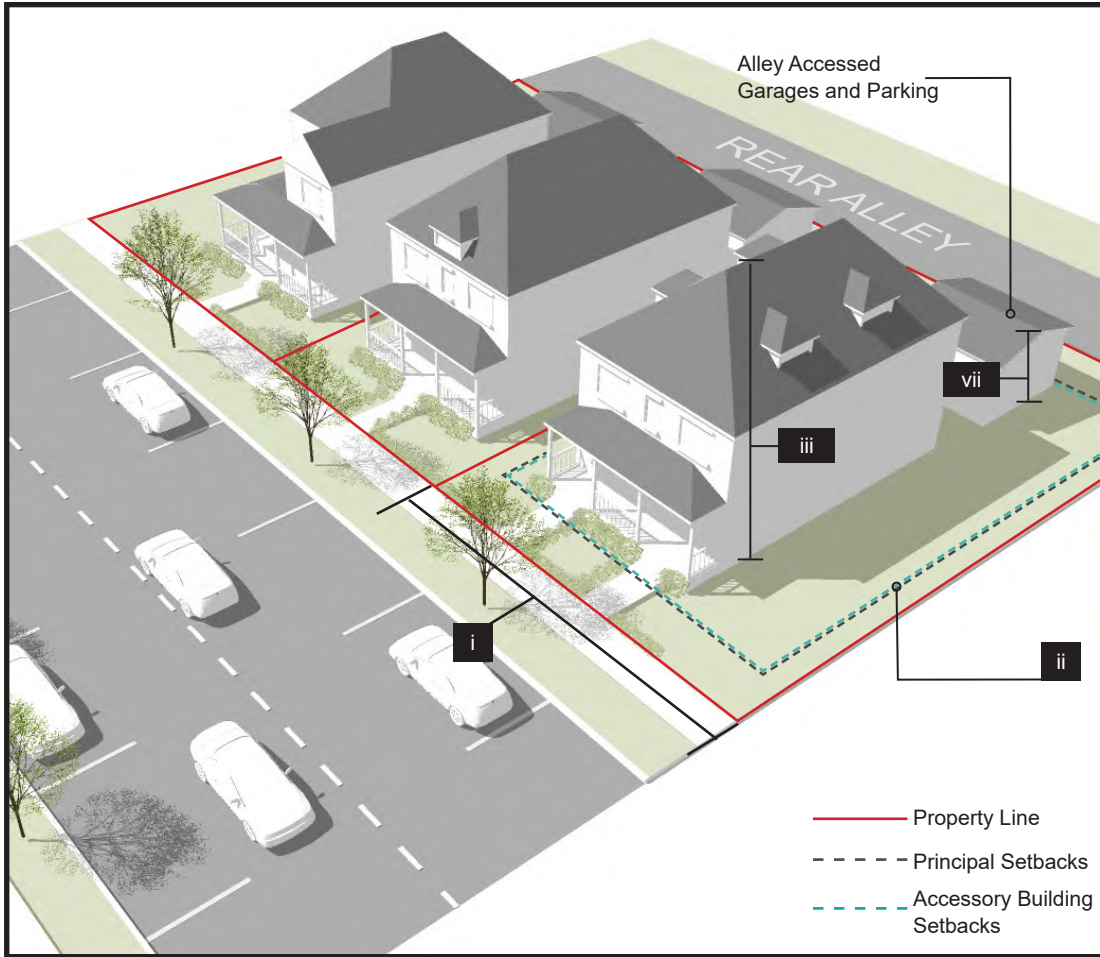 Alley Accessed
Garages and Parking
REAR ALLEY
vii
iii
i
ii
Property Line
Principal Setbacks
Accessory Building
Setbacks